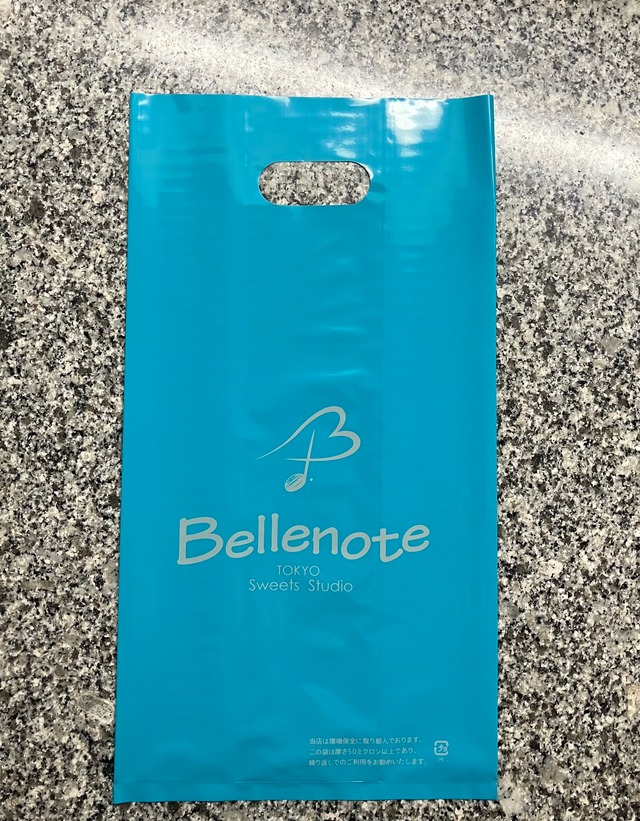 Bellenote
TOKYO
Sweets Studio
当店は環境保全に取り組んでおります。
この袋は厚さ50ミクロン以上であり、
繰り返しでのご利用をお勧めいたします。
プラ